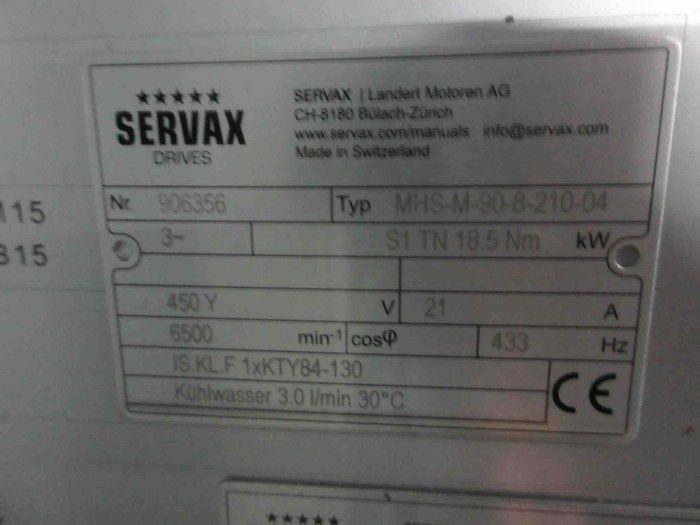 ★★★★★
SERVAX
DRIVES
SERVAX | Landert Motoren AG
CH-8180 Bülach-Zürich
www.servax.com/manuals info@servax.com
Made in Switzerland
115
315
Nr. 906356 Typ MHS-M-90-8-210-04
3~ S1 TN 18.5 Nm kW
450 Y V 21 A
6500 min-1 cosφ 433 Hz
IS.KL.F 1xKTY84-130
Kühlwasser 3.0 l/min 30°C
CE
★★★★★